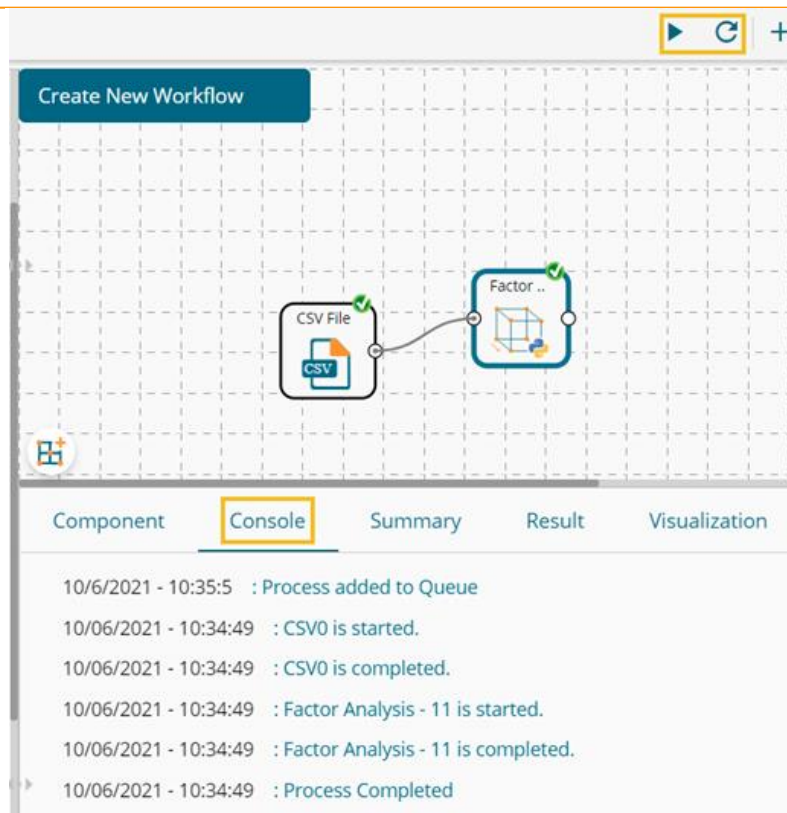 Create New Workflow
Factor ..
CSV File
CSV
Component Console Summary Result Visualization
10/6/2021 - 10:35:5 : Process added to Queue
10/06/2021 - 10:34:49 : CSV0 is started.
10/06/2021 - 10:34:49 : CSV0 is completed.
10/06/2021 - 10:34:49 : Factor Analysis - 11 is started.
10/06/2021 - 10:34:49 : Factor Analysis - 11 is completed.
10/06/2021 - 10:34:49 : Process Completed